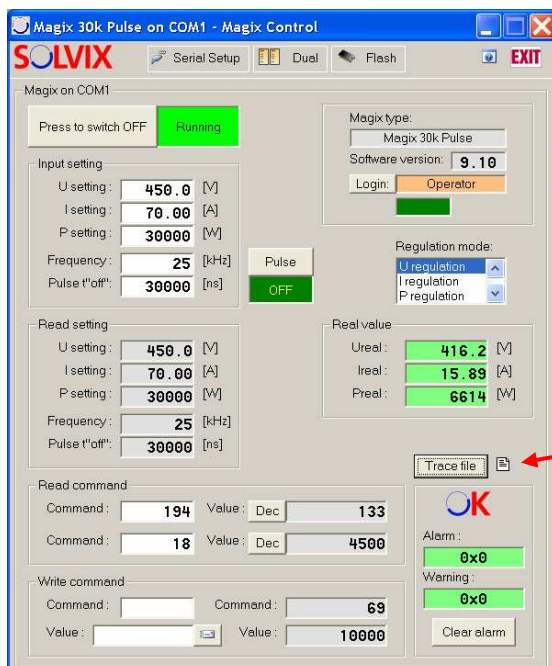 Magix 30k Pulse on COM1 - Magix Control
SOLVIX Serial Setup Dual Flash EXIT
Magix on COM1
Press to switch OFF Running
Input setting
U setting : 450.0 [V]
I setting : 70.00 [A]
P setting : 30000 [W]
Frequency : 25 [kHz]
Pulse t"off": 30000 [ns]
Pulse
OFF
Magix type:
Magix 30k Pulse
Software version: 9.10
Login: Operator
Regulation mode:
U regulation
I regulation
P regulation
Read setting
U setting : 450.0 [V]
I setting : 70.00 [A]
P setting : 30000 [W]
Frequency : 25 [kHz]
Pulse t"off": 30000 [ns]
Real value
Ureal : 416.2 [V]
Ireal : 15.89 [A]
Preal : 6614 [W]
Trace file
Read command
Command : 194 Value : Dec 133
Command : 18 Value : Dec 4500
Write command
Command : Command : 69
Value : Value : 10000
OK
Alarm :
0x0
Warning :
0x0
Clear alarm